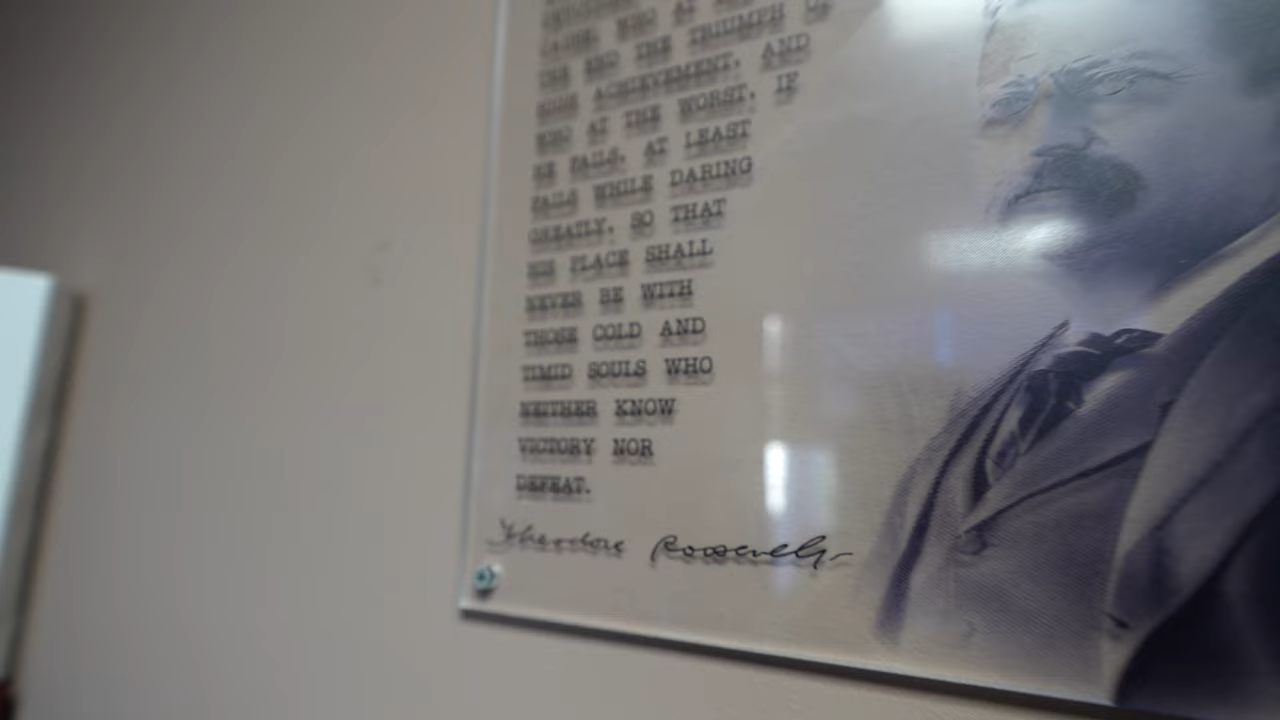 WHO AT
THE END THE TRIUMPH OF
HIGH ACHIEVEMENT, AND
WHO AT THE WORST, IF
HE FAILS, AT LEAST
FAILS WHILE DARING
GREATLY, SO THAT
HIS PLACE SHALL
NEVER BE WITH
THOSE COLD AND
TIMID SOULS WHO
NEITHER KNOW
VICTORY NOR
DEFEAT.
Theodore Roosevelt